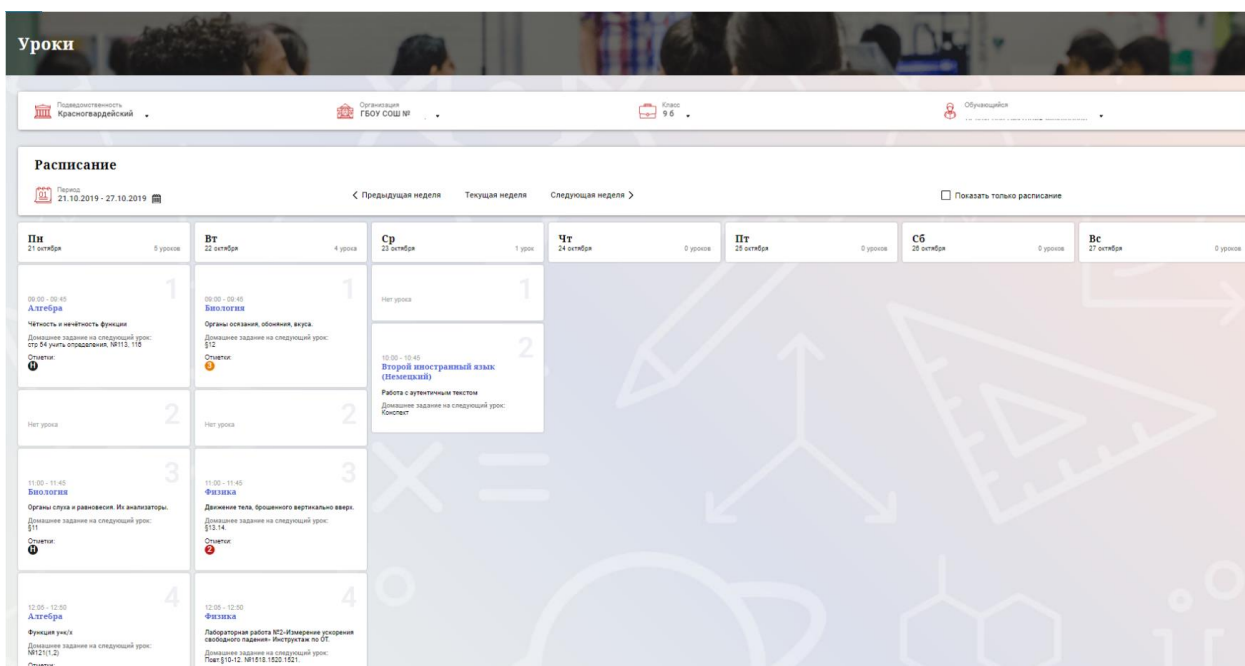 Уроки
Подведомственность
Красногвардейский
Организация
ГБОУ СОШ №
Класс
9 б
Обучающийся
Расписание
Период
21.10.2019 - 27.10.2019
Предыдущая неделя
Текущая неделя
Следующая неделя
Показать только расписание
Пн
21 октября
5 уроков
Вт
22 октября
4 урока
Ср
23 октября
1 урок
Чт
24 октября
0 уроков
Пт
25 октября
0 уроков
Сб
26 октября
0 уроков
Вс
27 октября
0 уроков
1
09:00 - 09:45
Алгебра
Чётность и нечётность функции
Домашнее задание на следующий урок:
стр 54 учить определения, №113, 116
Отметки:
Н
2
Нет урока
3
11:00 - 11:45
Биология
Органы слуха и равновесия. Их анализаторы.
Домашнее задание на следующий урок:
§11
Отметки:
Н
4
12:05 - 12:50
Алгебра
Функция у=к/х
Домашнее задание на следующий урок:
№121(1,2)
Отметки:
1
09:00 - 09:45
Биология
Органы осязания, обоняния, вкуса.
Домашнее задание на следующий урок:
§12
Отметки:
3
2
Нет урока
3
11:00 - 11:45
Физика
Движение тела, брошенного вертикально вверх.
Домашнее задание на следующий урок:
§13.14.
Отметки:
2
4
12:05 - 12:50
Физика
Лабораторная работа №2«Измерение ускорения
свободного падения» Инструктаж по ОТ.
Домашнее задание на следующий урок:
Повт.§10-12. №1518.1520.1521.
1
Нет урока
2
10:00 - 10:45
Второй иностранный язык
(Немецкий)
Работа с аутентичным текстом
Домашнее задание на следующий урок:
Конспект